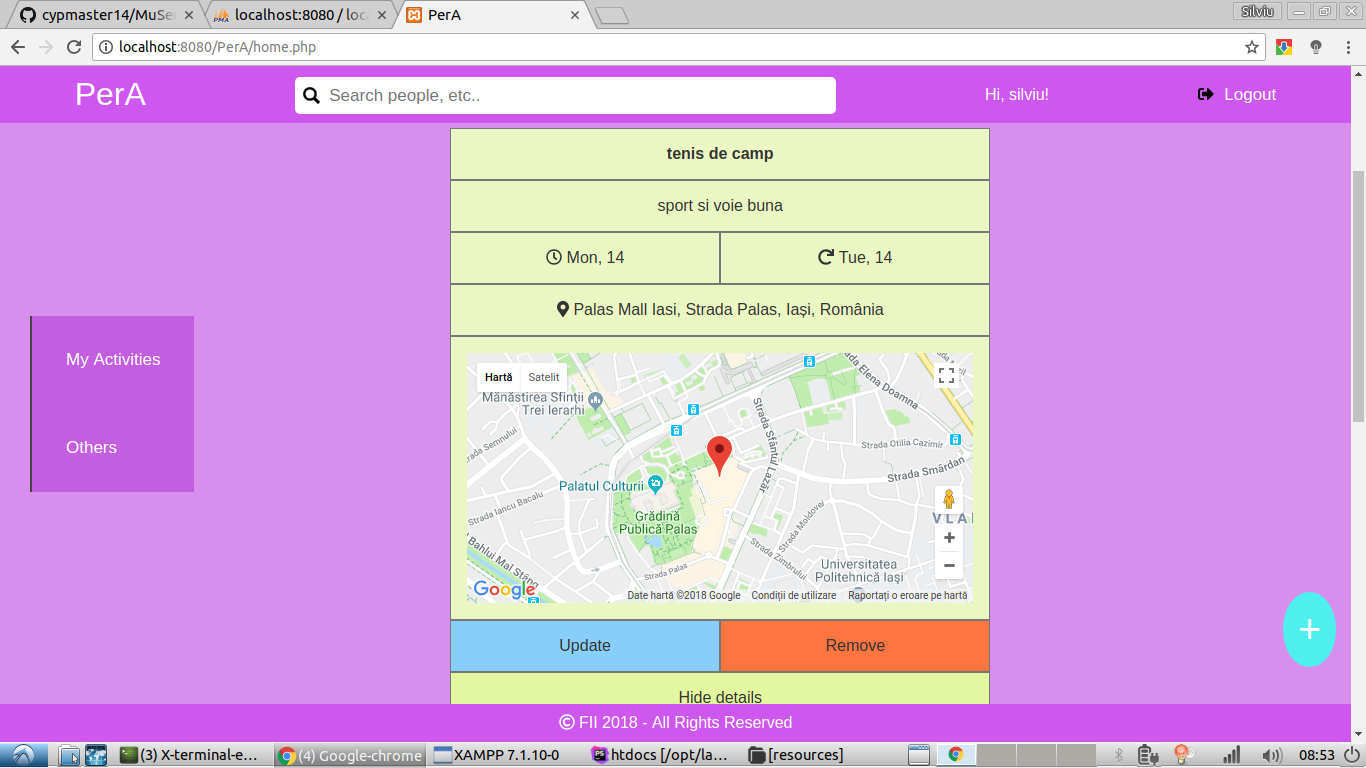 cypmaster14/MuSe
localhost:8080 / loc
PerA
Silviu
localhost:8080/PerA/home.php
PerA
Search people, etc..
Hi, silviu!
Logout
tenis de camp
sport si voie buna
Mon, 14
Tue, 14
Palas Mall Iasi, Strada Palas, Iași, România
My Activities
Others
Hartă
Satelit
Mănăstirea Sfinții
Trei Ierarhi
Strada Elena Doamna
Strada Sfântul Lazăr
Strada Otilia Cazimir
Strada Smârdan
Strada Semnului
Palatul Culturii
Strada Iancu Bacalu
Grădină
Publică Palas
VLA
Strada Moldovei
Strada Zimbrului
Universitatea
Politehnică Iași
Bahlui Mal Stâng
Strada Palas
Google
Date hartă ©2018 Google
Condiții de utilizare
Raportați o eroare pe hartă
Update
Remove
Hide details
© FII 2018 - All Rights Reserved
(3) X-terminal-e...
(4) Google-chrome
XAMPP 7.1.10-0
htdocs [/opt/la...
[resources]
08:53